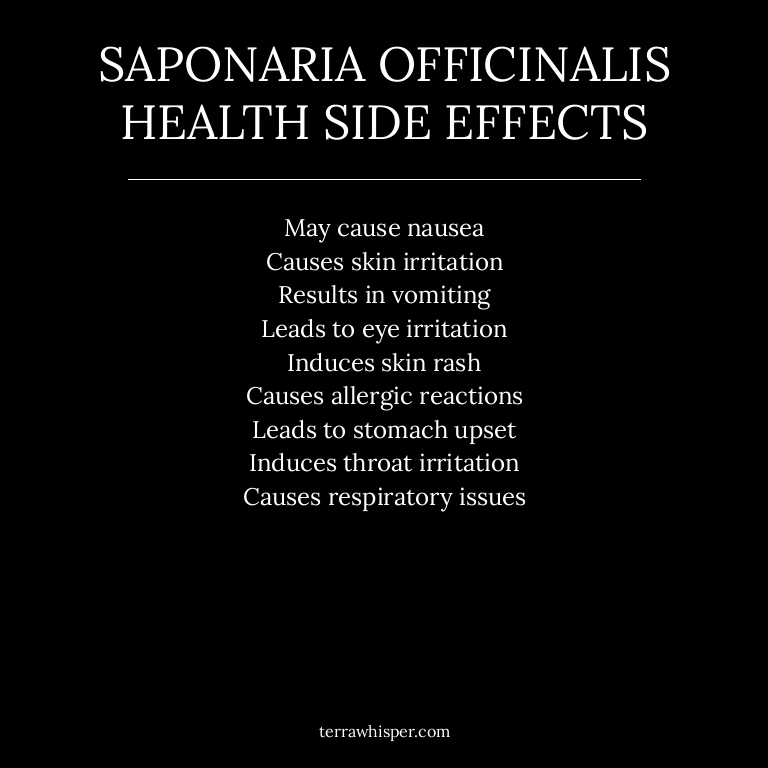 SAPONARIA OFFICINALIS
HEALTH SIDE EFFECTS
May cause nausea
Causes skin irritation
Results in vomiting
Leads to eye irritation
Induces skin rash
Causes allergic reactions
Leads to stomach upset
Induces throat irritation
Causes respiratory issues
terrawhisper.com